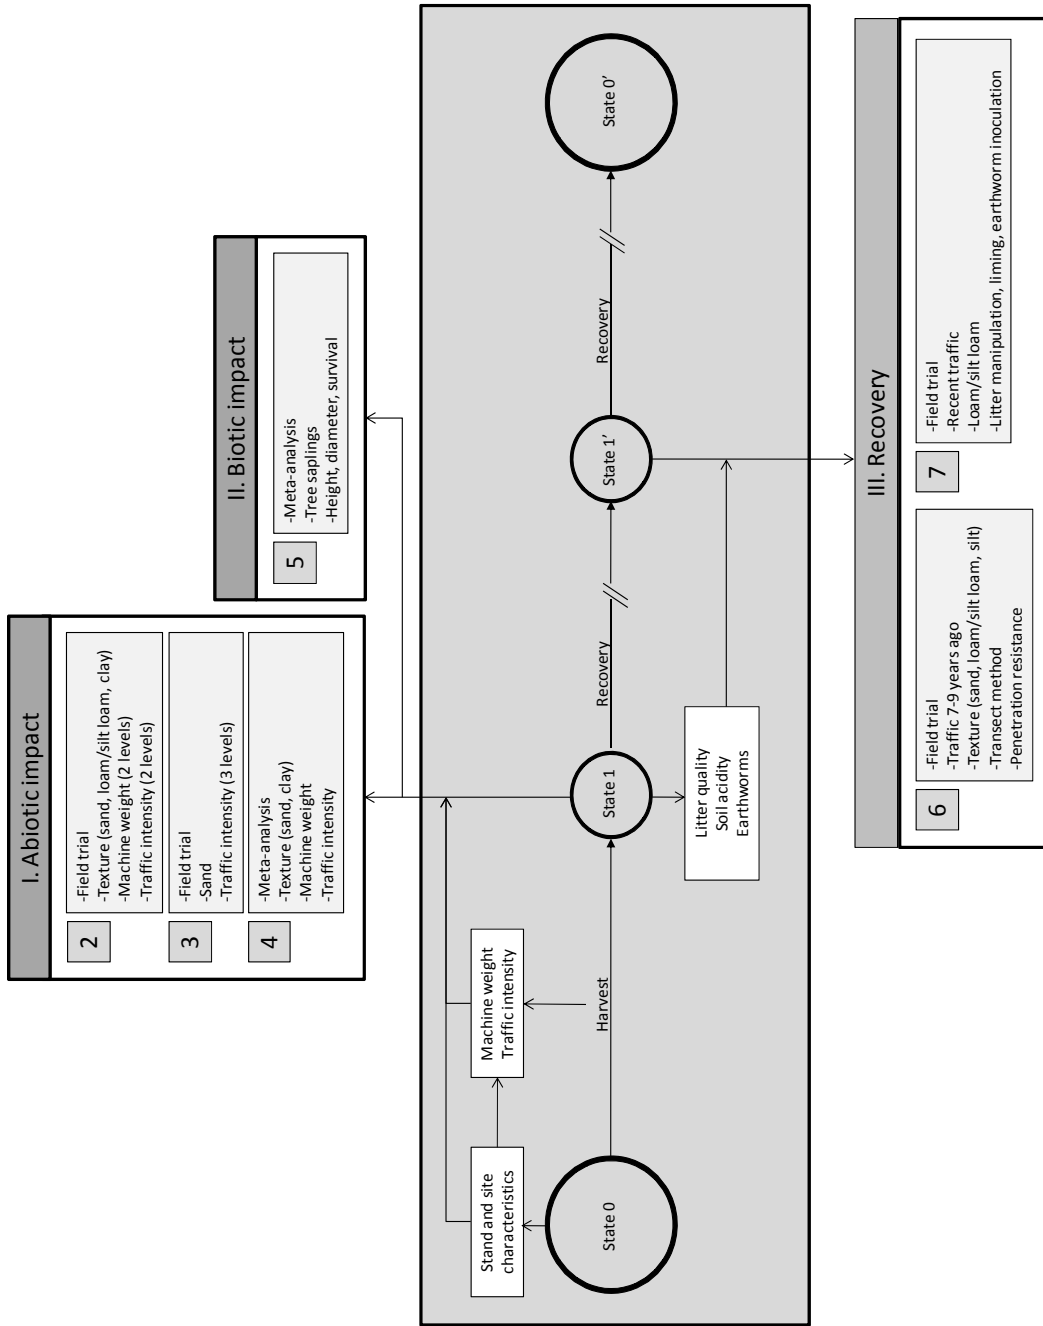 I. Abiotic impact
2
-Field trial
-Texture (sand, loam/silt loam, clay)
-Machine weight (2 levels)
-Traffic intensity (2 levels)
3
-Field trial
-Sand
-Traffic intensity (3 levels)
4
-Meta-analysis
-Texture (sand, clay)
-Machine weight
-Traffic intensity
II. Biotic impact
5
-Meta-analysis
-Tree saplings
-Height, diameter, survival
Stand and site
characteristics
Machine weight
Traffic intensity
State 0
Harvest
State 1
Recovery
State 1'
Recovery
State 0'
Litter quality
Soil acidity
Earthworms
III. Recovery
6
-Field trial
-Traffic 7-9 years ago
-Texture (sand, loam/silt loam, silt)
-Transect method
-Penetration resistance
7
-Field trial
-Recent traffic
-Loam/silt loam
-Litter manipulation, liming, earthworm inoculation